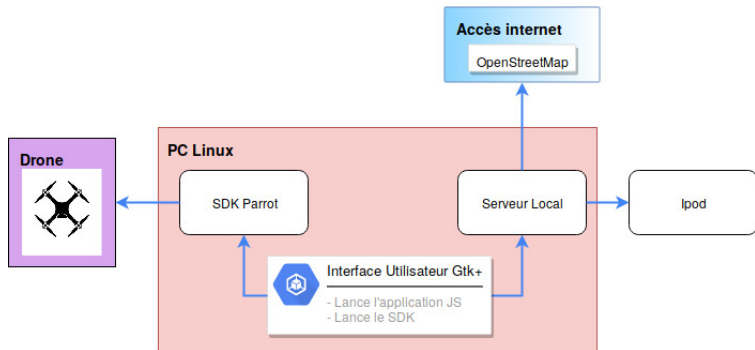 Accès internet
OpenStreetMap
Drone
PC Linux
SDK Parrot
Serveur Local
Ipod
Interface Utilisateur Gtk+
- Lance l'application JS
- Lance le SDK